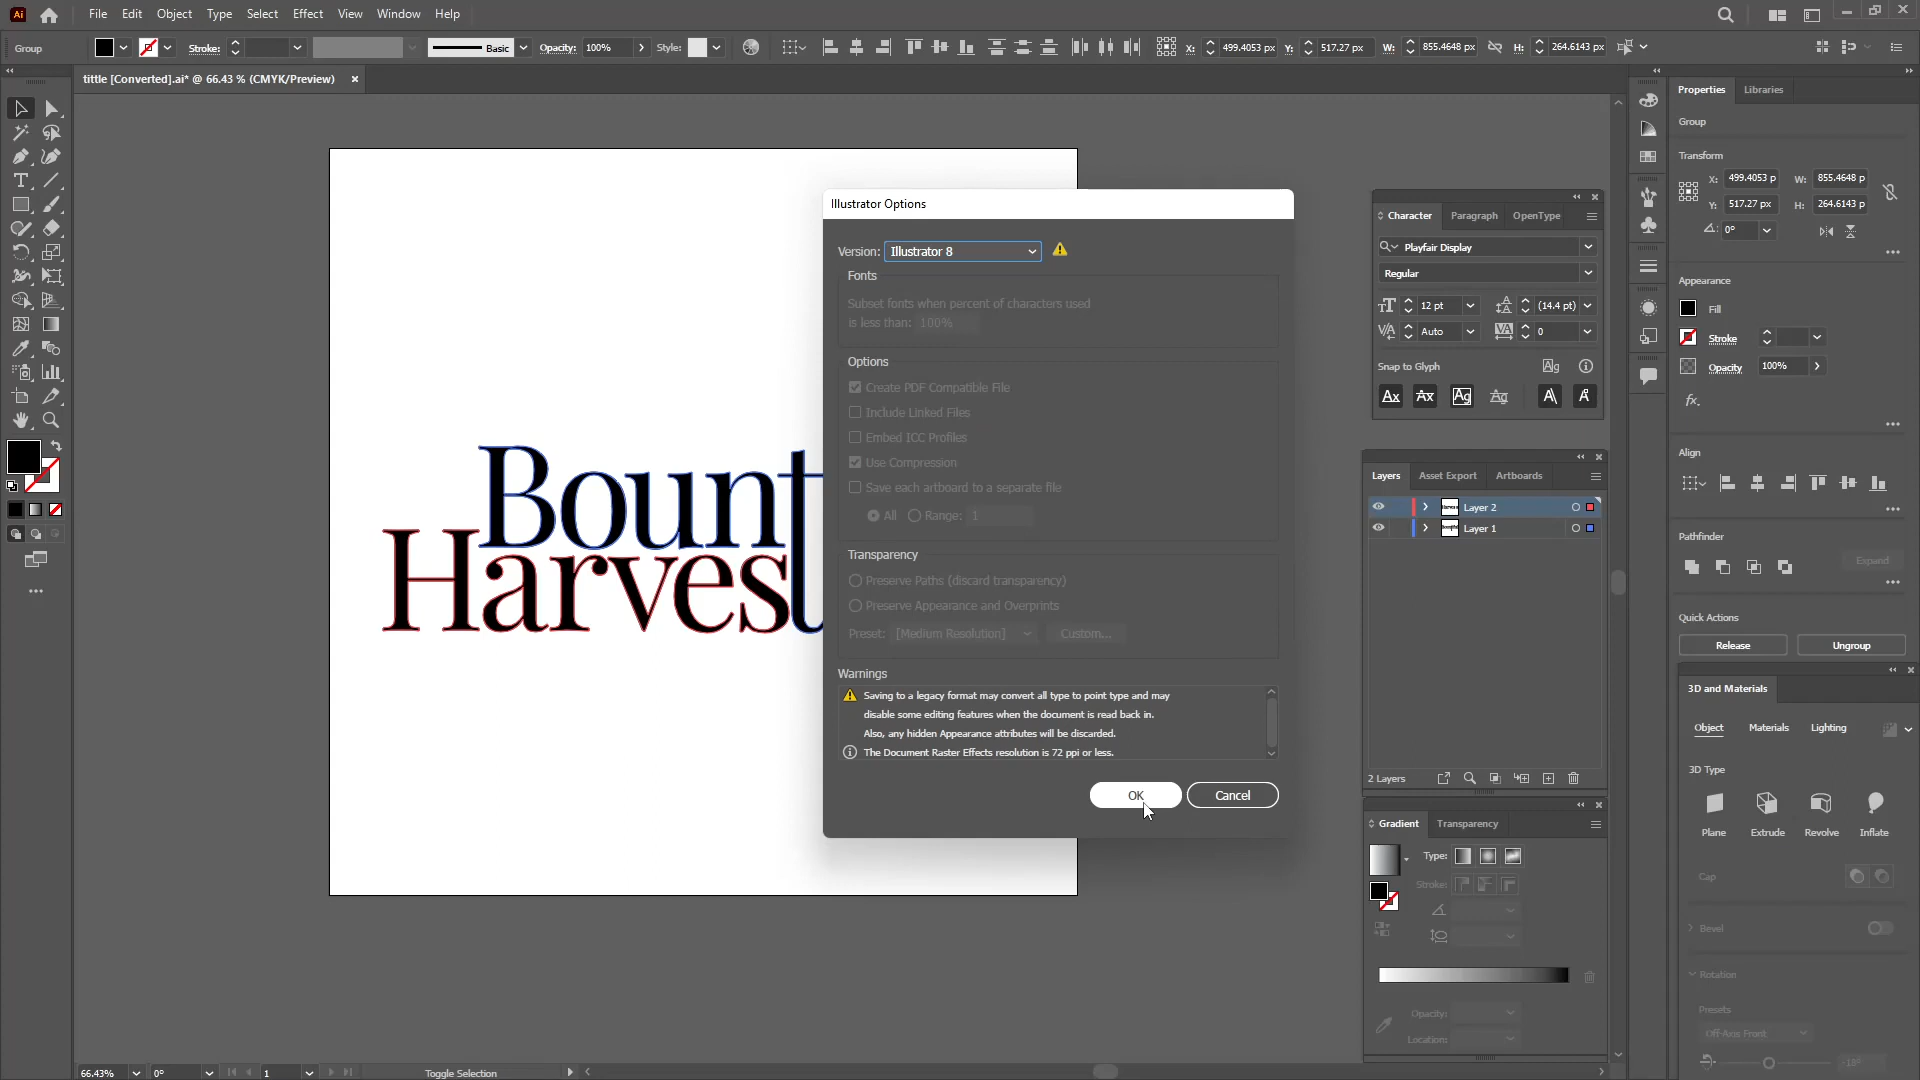 File Edit Object Type Select Effect View Window Help
Group Stroke: Basic Opacity: 100% Style: X: 499.4053 px Y: 517.27 px W: 855.4648 px H: 264.6143 px
tittle [Converted].ai* @ 66.43 % (CMYK/Preview)
Bount
Harvest
Illustrator Options
Version: Illustrator 8
Fonts
Subset fonts when percent of characters used
is less than: 100%
Options
Create PDF Compatible File
Include Linked Files
Embed ICC Profiles
Use Compression
Save each artboard to a separate file
All Range: 1
Transparency
Preserve Paths (discard transparency)
Preserve Appearance and Overprints
Preset: [Medium Resolution] Custom...
Warnings
Saving to a legacy format may convert all type to point type and may
disable some editing features when the document is read back in.
Also, any hidden Appearance attributes will be discarded.
The Document Raster Effects resolution is 72 ppi or less.
OK Cancel
Character Paragraph OpenType
Playfair Display
Regular
12 pt (14.4 pt)
Auto 0
Snap to Glyph
Layers Asset Export Artboards
Layer 2
Layer 1
2 Layers
Gradient Transparency
Type:
Stroke:
Opacity:
Location:
Properties Libraries
Group
Transform
X: 499.4053 p W: 855.4648 p
Y: 517.27 px H: 264.6143 p
0°
Appearance
Fill
Stroke
Opacity 100%
fx.
Align
Pathfinder
Expand
Quick Actions
Release Ungroup
3D and Materials
Object Materials Lighting
3D Type
Plane Extrude Revolve Inflate
Cap
Bevel
Rotation
Presets
Off-Axis Front
-18°
66.43% 0° 1 Toggle Selection